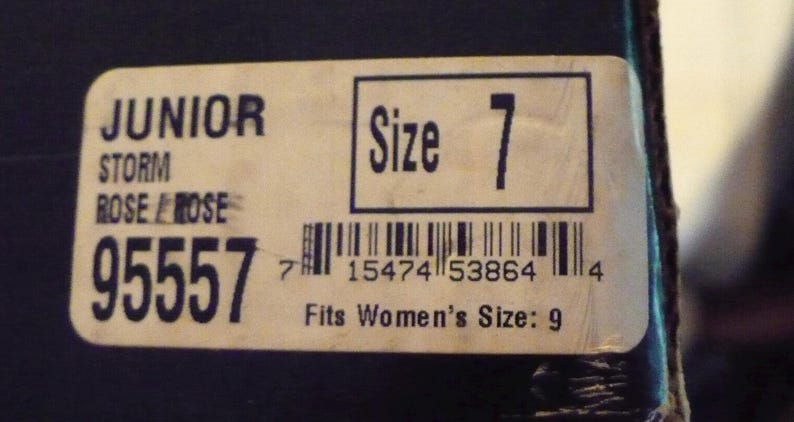 JUNIOR
STORM
ROSE / ROSE
95557
Size 7
7 15474 53864 4
Fits Women's Size: 9